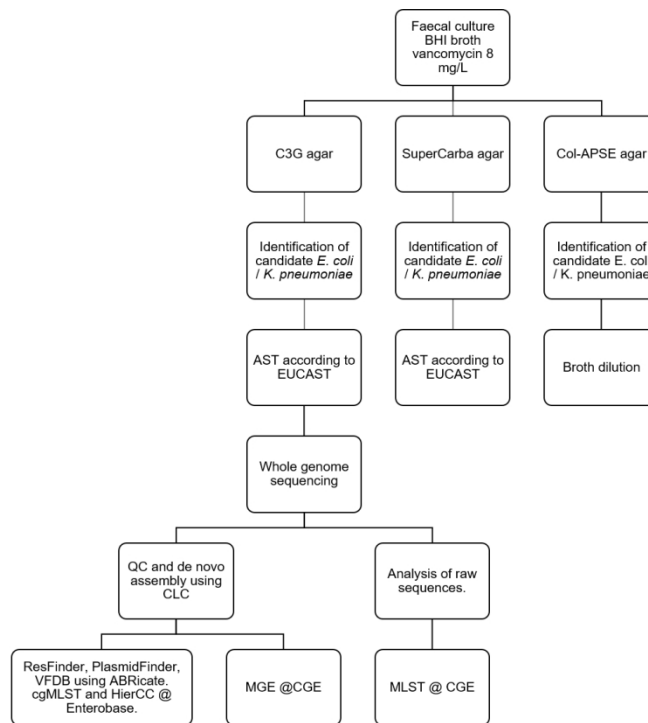 Faecal culture
BHI broth
vancomycin 8
mg/L
C3G agar
SuperCarba agar
Col-APSE agar
Identification of
candidate E. coli
/ K. pneumoniae
Identification of
candidate E. coli
/ K. pneumoniae
Identification of
candidate E. coli
/ K. pneumoniae
AST according to
EUCAST
AST according to
EUCAST
Broth dilution
Whole genome
sequencing
QC and de novo
assembly using
CLC
Analysis of raw
sequences.
ResFinder, PlasmidFinder,
VFDB using ABRicate.
cgMLST and HierCC @
Enterobase.
MGE @CGE
MLST @ CGE